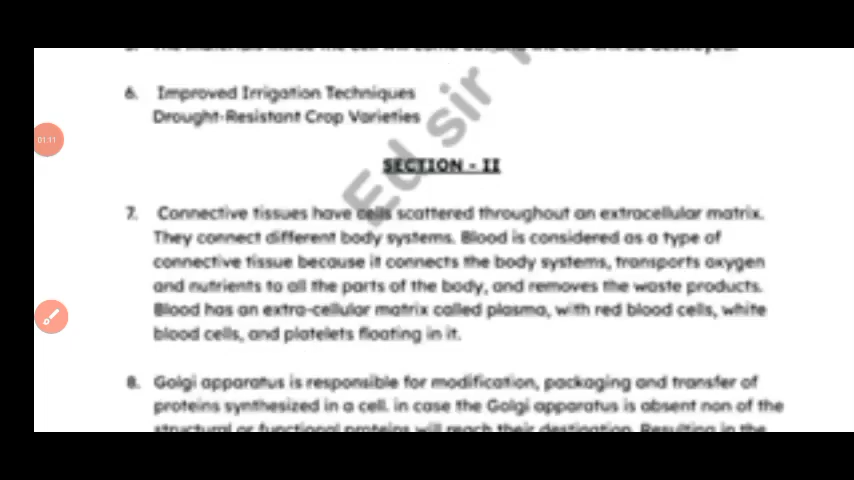 6. Improved Irrigation Techniques
Drought-Resistant Crop Varieties
SECTION - II
7. Connective tissues have cells scattered throughout an extracellular matrix.
They connect different body systems. Blood is considered as a type of
connective tissue because it connects the body systems, transports oxygen
and nutrients to all the parts of the body, and removes the waste products.
Blood has an extra-cellular matrix called plasma, with red blood cells, white
blood cells, and platelets floating in it.
8. Golgi apparatus is responsible for modification, packaging and transfer of
proteins synthesized in a cell. in case the Golgi apparatus is absent non of the
structural or functional proteins will reach their destination. Resulting in the
Ed sir
01:11